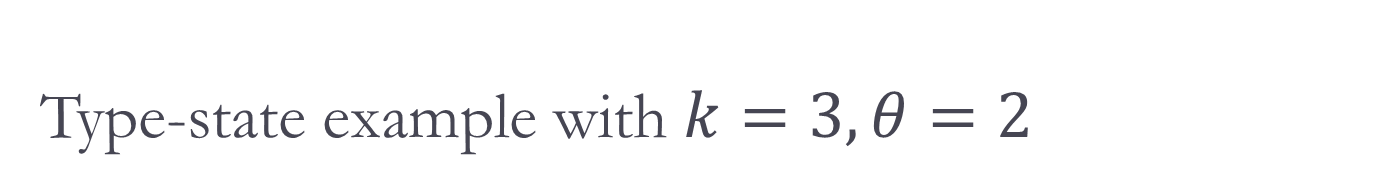 Type-state example with 𝑘 = 3, 𝜃 = 2